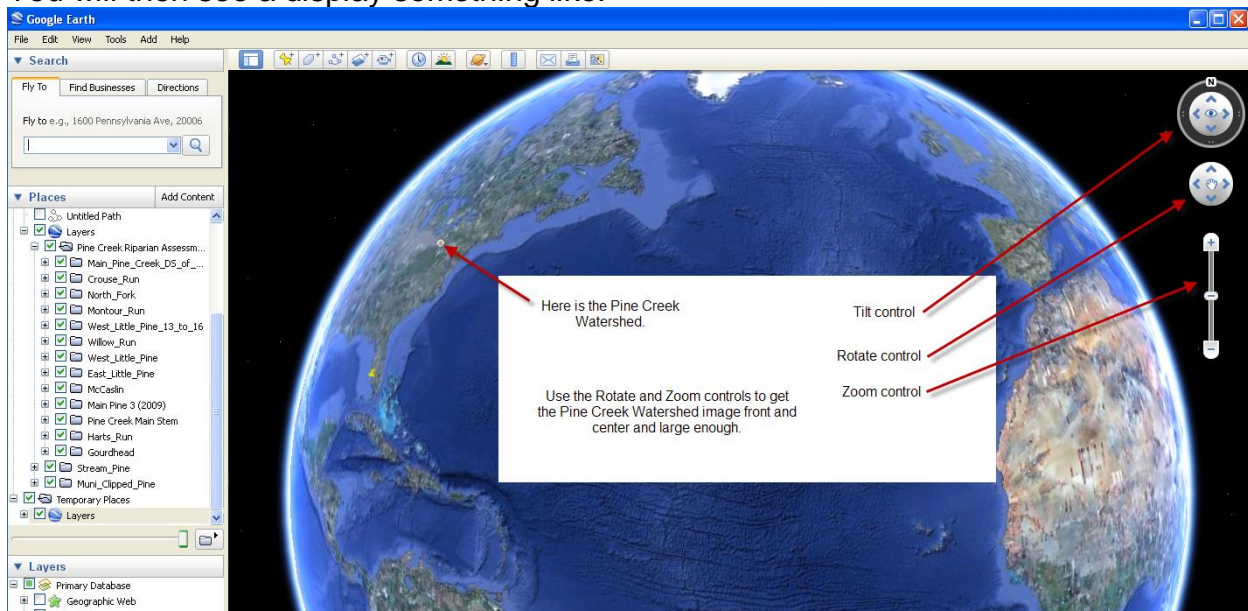 You will then see a display something like:
Google Earth
File Edit View Tools Add Help
Search
Fly To Find Businesses Directions
Fly to e.g., 1600 Pennsylvania Ave, 20006
Places Add Content
Untitled Path
Layers
Pine Creek Riparian Assessm...
Main_Pine_Creek_DS_of_...
Crouse_Run
North_Fork
Montour_Run
West_Little_Pine_13_to_16
Willow_Run
West_Little_Pine
East_Little_Pine
McCaslin
Main Pine 3 (2009)
Pine Creek Main Stem
Harts_Run
Gourdhead
Stream_Pine
Muni_Clipped_Pine
Temporary Places
Layers
Layers
Primary Database
Geographic Web
N
Here is the Pine Creek
Watershed.
Use the Rotate and Zoom controls to get
the Pine Creek Watershed image front and
center and large enough.
Tilt control
Rotate control
Zoom control